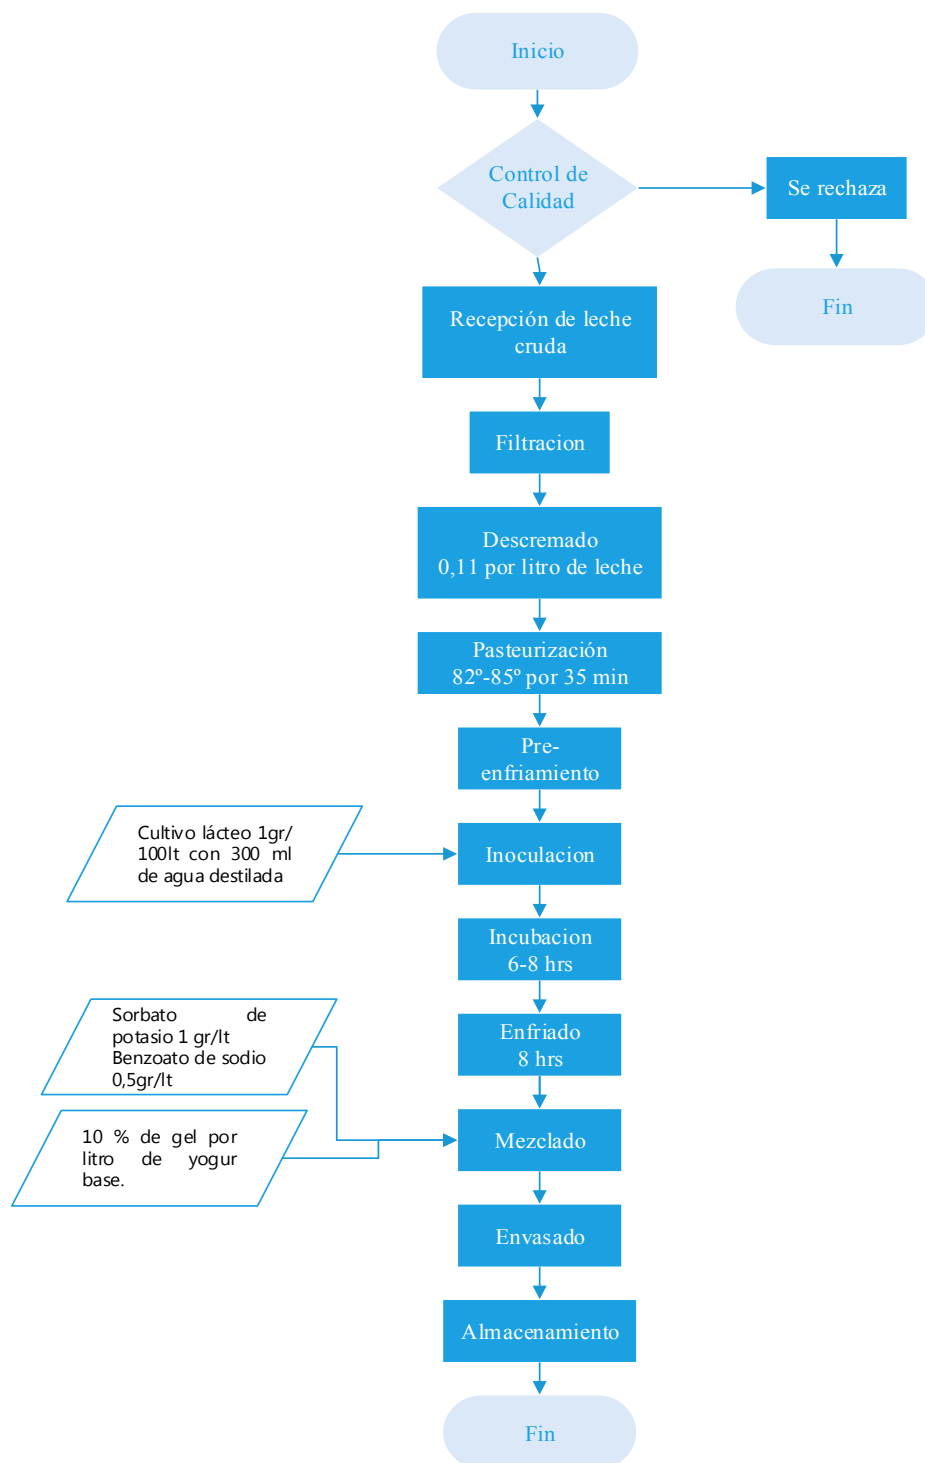 Inicio
Control de
Calidad
Se rechaza
Fin
Recepción de leche
cruda
Filtracion
Descremado
0,11 por litro de leche
Pasteurización
82º-85º por 35 min
Pre-
enfriamiento
Cultivo lácteo 1gr/
100lt con 300 ml
de agua destilada
Inoculacion
Incubacion
6-8 hrs
Sorbato de
potasio 1 gr/lt
Benzoato de sodio
0,5gr/lt
Enfriado
8 hrs
10 % de gel por
litro de yogur
base.
Mezclado
Envasado
Almacenamiento
Fin